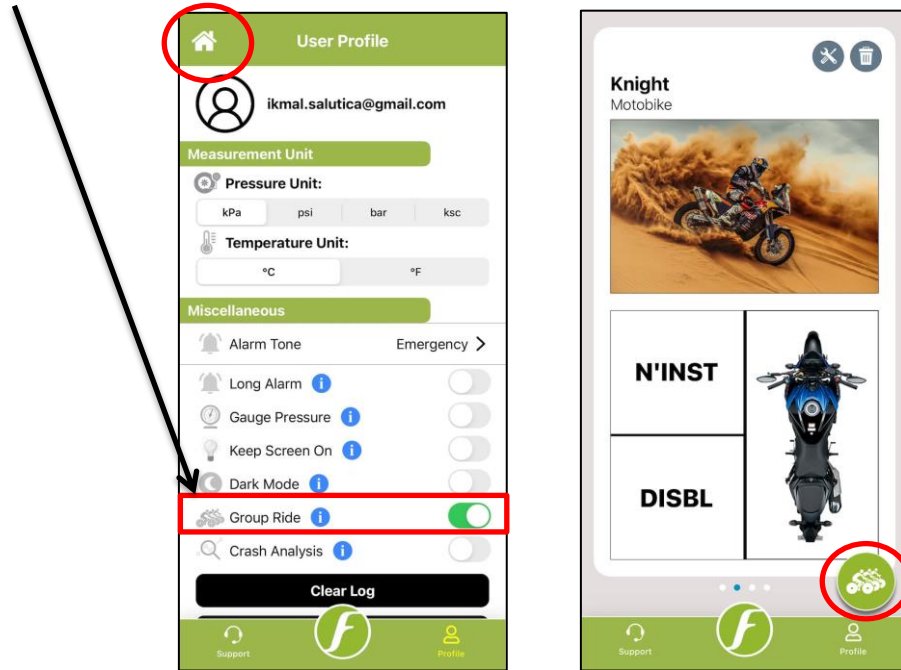 User Profile
ikmal.salutica@gmail.com
Measurement Unit
Pressure Unit:
kPa psi bar ksc
Temperature Unit:
°C °F
Miscellaneous
Alarm Tone Emergency >
Long Alarm i
Gauge Pressure i
Keep Screen On i
Dark Mode i
Group Ride i
Crash Analysis i
Clear Log
Support f Profile
Knight
Motobike
N'INST
DISBL
Support f Profile